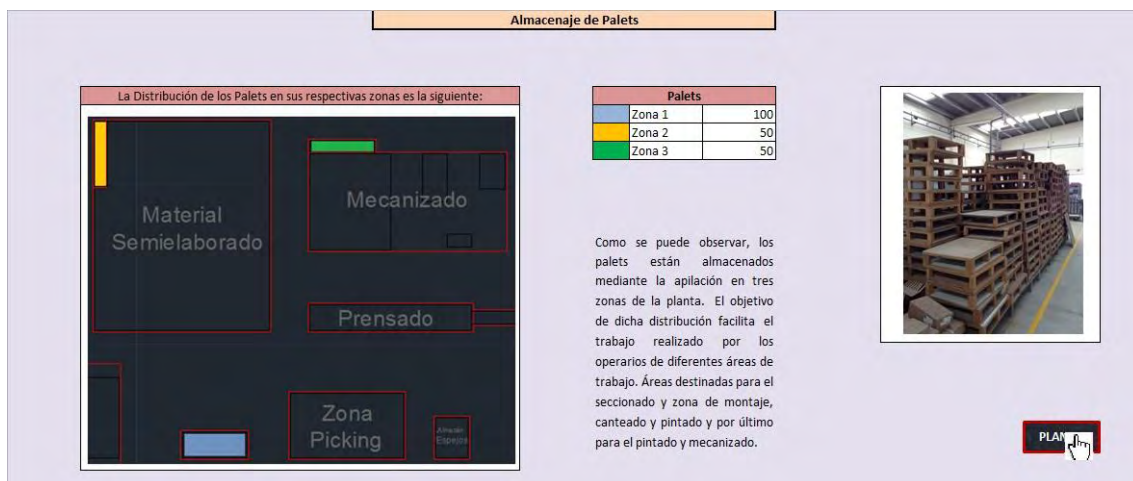 Almacenaje de Palets
La Distribución de los Palets en sus respectivas zonas es la siguiente:
Material
Semielaborado
Mecanizado
Prensado
Zona
Picking
Almacén
Espejos
Palets
Zona 1 100
Zona 2 50
Zona 3 50
Como se puede observar, los
palets están almacenados
mediante la apilación en tres
zonas de la planta. El objetivo
de dicha distribución facilita el
trabajo realizado por los
operarios de diferentes áreas de
trabajo. Áreas destinadas para el
seccionado y zona de montaje,
canteado y pintado y por último
para el pintado y mecanizado.